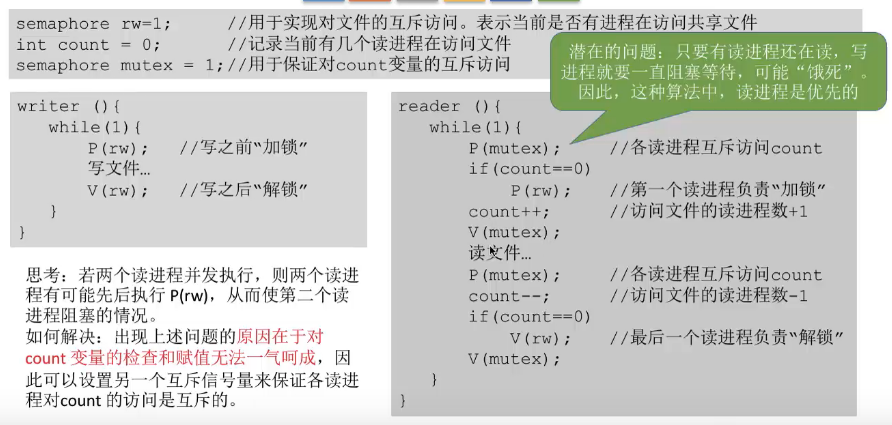 semaphore rw=1; //用于实现对文件的互斥访问。表示当前是否有进程在访问共享文件
int count = 0; //记录当前有几个读进程在访问文件
semaphore mutex = 1;//用于保证对count变量的互斥访问
潜在的问题：只要有读进程还在读，写
进程就要一直阻塞等待，可能“饿死”。
因此，这种算法中，读进程是优先的
writer (){
while(1){
P(rw); //写之前“加锁”
写文件…
V(rw); //写之后“解锁”
}
}
思考：若两个读进程并发执行，则两个读进
程有可能先后执行 P(rw)，从而使第二个读
进程阻塞的情况。
如何解决：出现上述问题的原因在于对
count 变量的检查和赋值无法一气呵成，因
此可以设置另一个互斥信号量来保证各读进
程对count 的访问是互斥的。
reader (){
while(1){
P(mutex); //各读进程互斥访问count
if(count==0)
P(rw); //第一个读进程负责“加锁”
count++; //访问文件的读进程数+1
V(mutex);
读文件…
P(mutex); //各读进程互斥访问count
count--; //访问文件的读进程数-1
if(count==0)
V(rw); //最后一个读进程负责“解锁”
V(mutex);
}
}